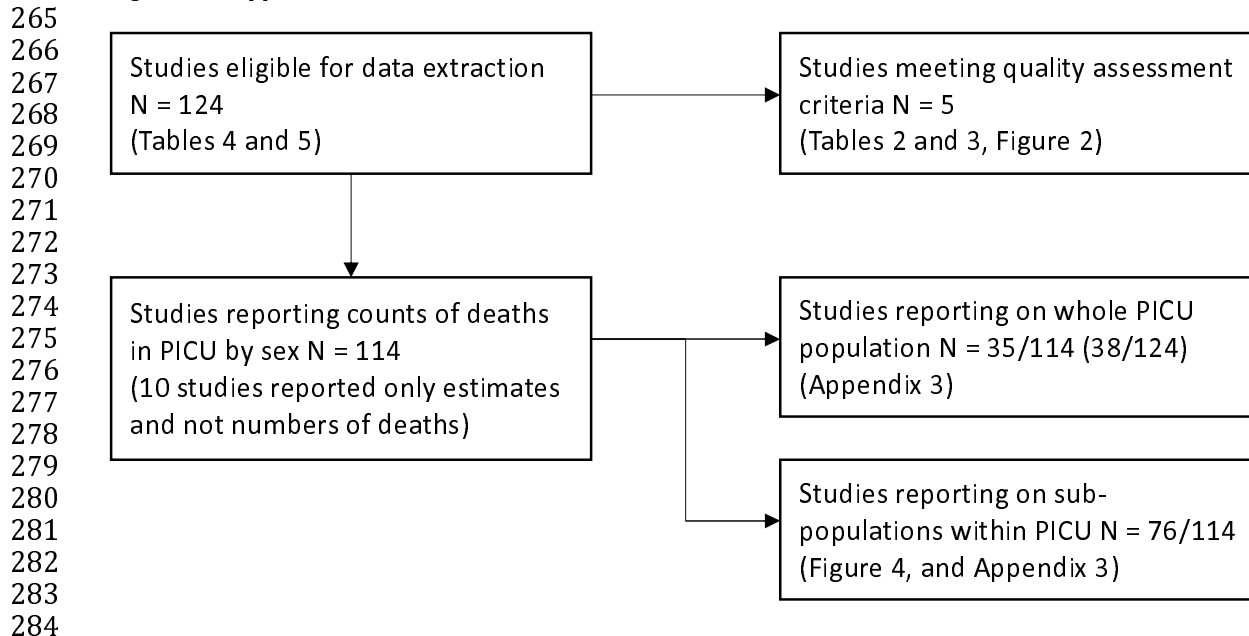 265
266
267
268
269
270
271
272
273
274
275
276
277
278
279
280
281
282
283
284
Studies eligible for data extraction
N = 124
(Tables 4 and 5)
Studies meeting quality assessment
criteria N = 5
(Tables 2 and 3, Figure 2)
Studies reporting counts of deaths
in PICU by sex N = 114
(10 studies reported only estimates
and not numbers of deaths)
Studies reporting on whole PICU
population N = 35/114 (38/124)
(Appendix 3)
Studies reporting on sub-
populations within PICU N = 76/114
(Figure 4, and Appendix 3)